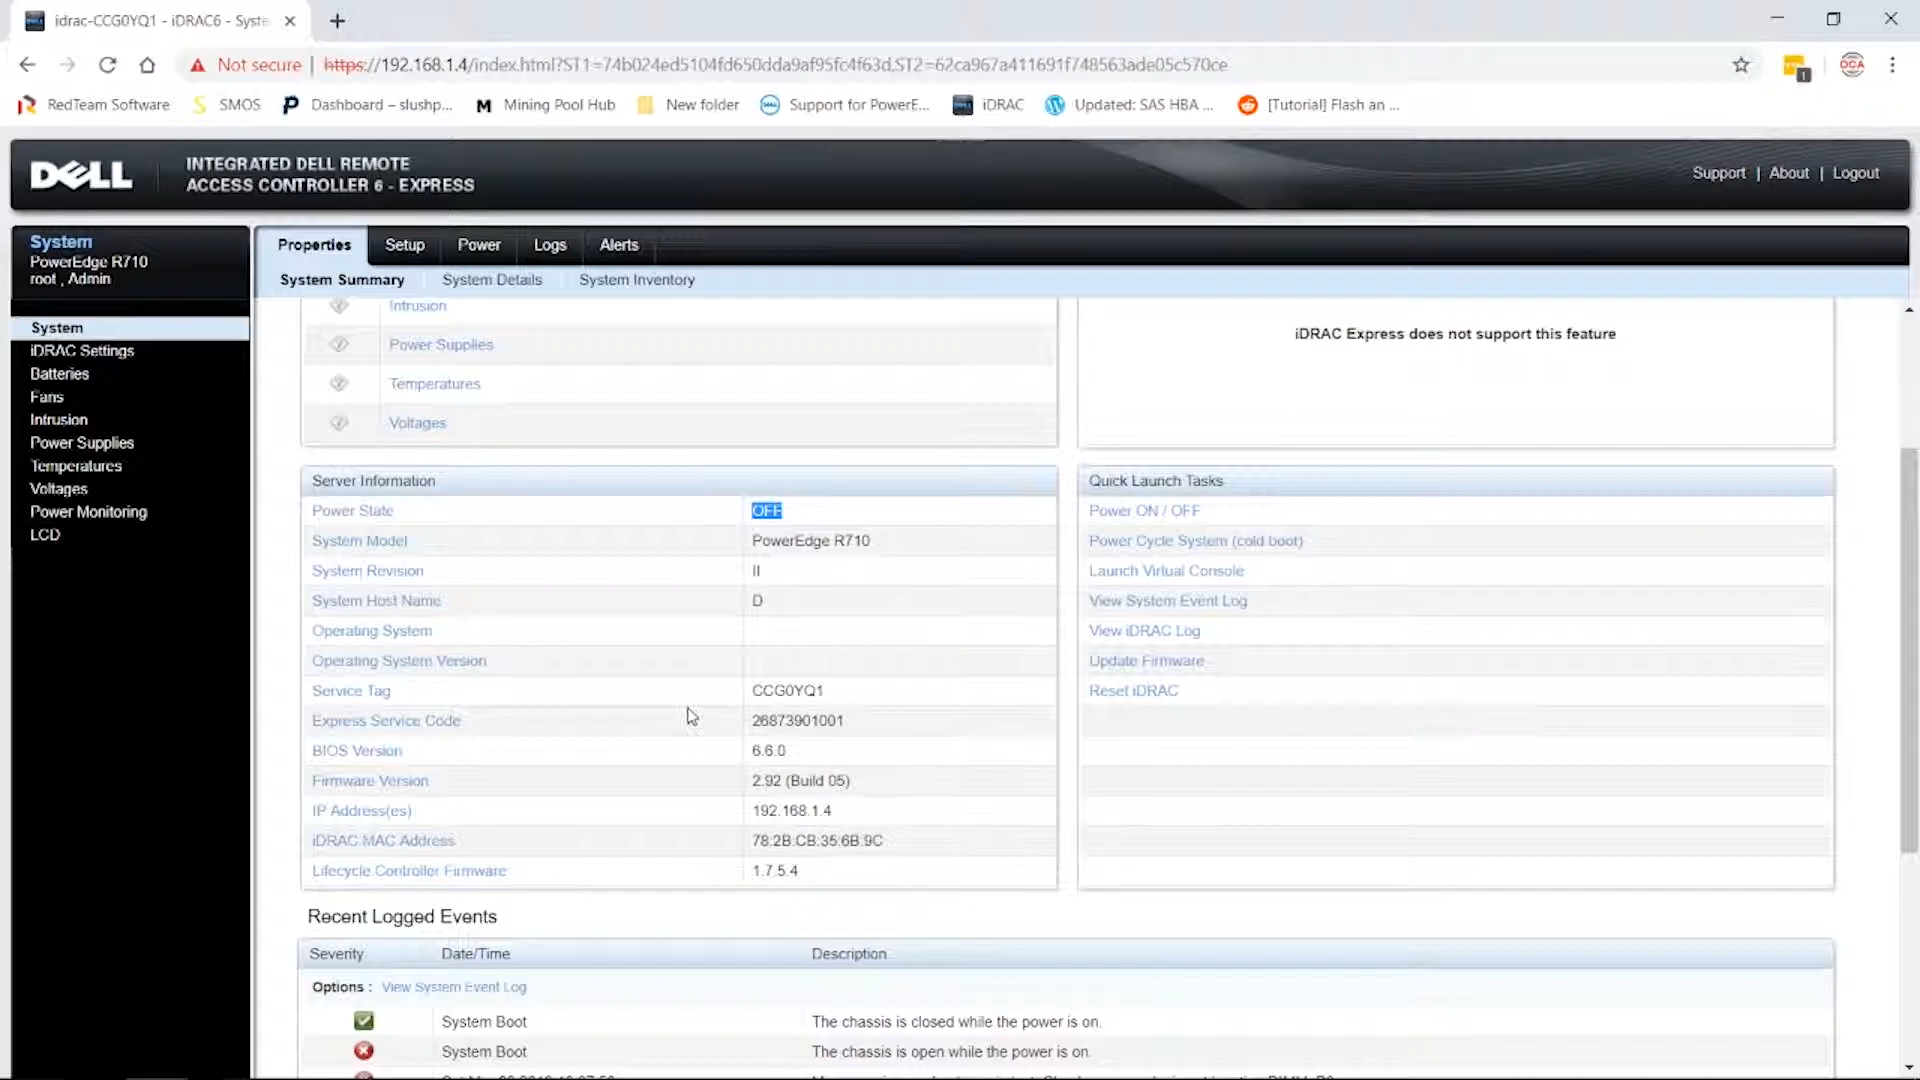 idrac-CCG0YQ1 - iDRAC6 - Syste
Not secure | https://192.168.1.4/index.html?ST1=74b024ed5104fd650dda9af95fc4f63d,ST2=62ca967a411691f748563ade05c570ce
RedTeam Software SMOS Dashboard – slushp... Mining Pool Hub New folder Support for PowerE... iDRAC Updated: SAS HBA ... [Tutorial] Flash an ...
DELL
INTEGRATED DELL REMOTE
ACCESS CONTROLLER 6 - EXPRESS
Support | About | Logout
System
PowerEdge R710
root , Admin
Properties Setup Power Logs Alerts
System Summary System Details System Inventory
System
iDRAC Settings
Batteries
Fans
Intrusion
Power Supplies
Temperatures
Voltages
Power Monitoring
LCD
Intrusion
Power Supplies
Temperatures
Voltages
iDRAC Express does not support this feature
Server Information
Power State OFF
System Model PowerEdge R710
System Revision II
System Host Name D
Operating System
Operating System Version
Service Tag CCG0YQ1
Express Service Code 26873901001
BIOS Version 6.6.0
Firmware Version 2.92 (Build 05)
IP Address(es) 192.168.1.4
iDRAC MAC Address 78:2B:CB:35:6B:9C
Lifecycle Controller Firmware 1.7.5.4
Quick Launch Tasks
Power ON / OFF
Power Cycle System (cold boot)
Launch Virtual Console
View System Event Log
View iDRAC Log
Update Firmware
Reset iDRAC
Recent Logged Events
Severity Date/Time Description
Options : View System Event Log
System Boot The chassis is closed while the power is on.
System Boot The chassis is open while the power is on.